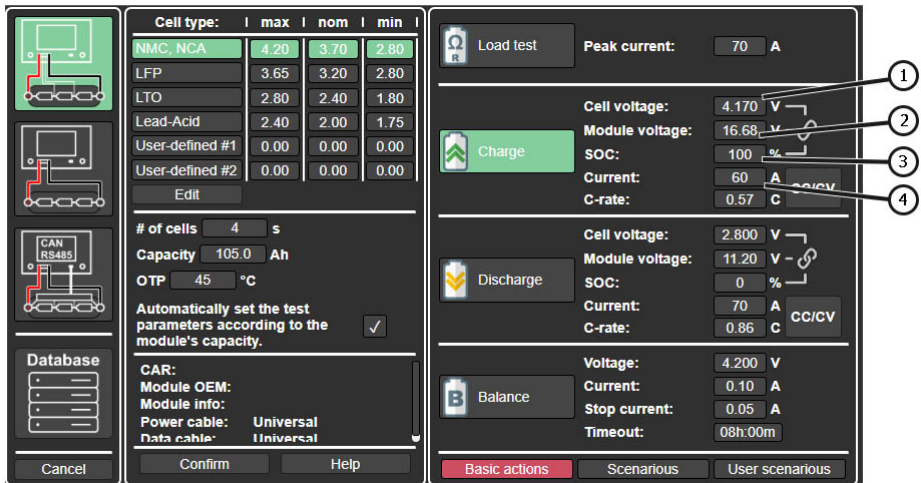 CAN
RS485
Database
Cancel
Cell type: max nom min
NMC, NCA 4.20 3.70 2.80
LFP 3.65 3.20 2.80
LTO 2.80 2.40 1.80
Lead-Acid 2.40 2.00 1.75
User-defined #1 0.00 0.00 0.00
User-defined #2 0.00 0.00 0.00
Edit
# of cells 4 s
Capacity 105.0 Ah
OTP 45 °C
Automatically set the test
parameters according to the
module's capacity.
CAR:
Module OEM:
Module info:
Power cable: Universal
Data cable: Universal
Confirm Help
Ω
R
Load test Peak current: 70 A
Charge
Cell voltage: 4.170 V
Module voltage: 16.68 V
SOC: 100 %
Current: 60 A
C-rate: 0.57 C
CC/CV
1
2
3
4
Discharge
Cell voltage: 2.800 V
Module voltage: 11.20 V
SOC: 0 %
Current: 70 A
C-rate: 0.86 C
CC/CV
B
Balance
Voltage: 4.200 V
Current: 0.10 A
Stop current: 0.05 A
Timeout: 08h:00m
Basic actions Scenarious User scenarious